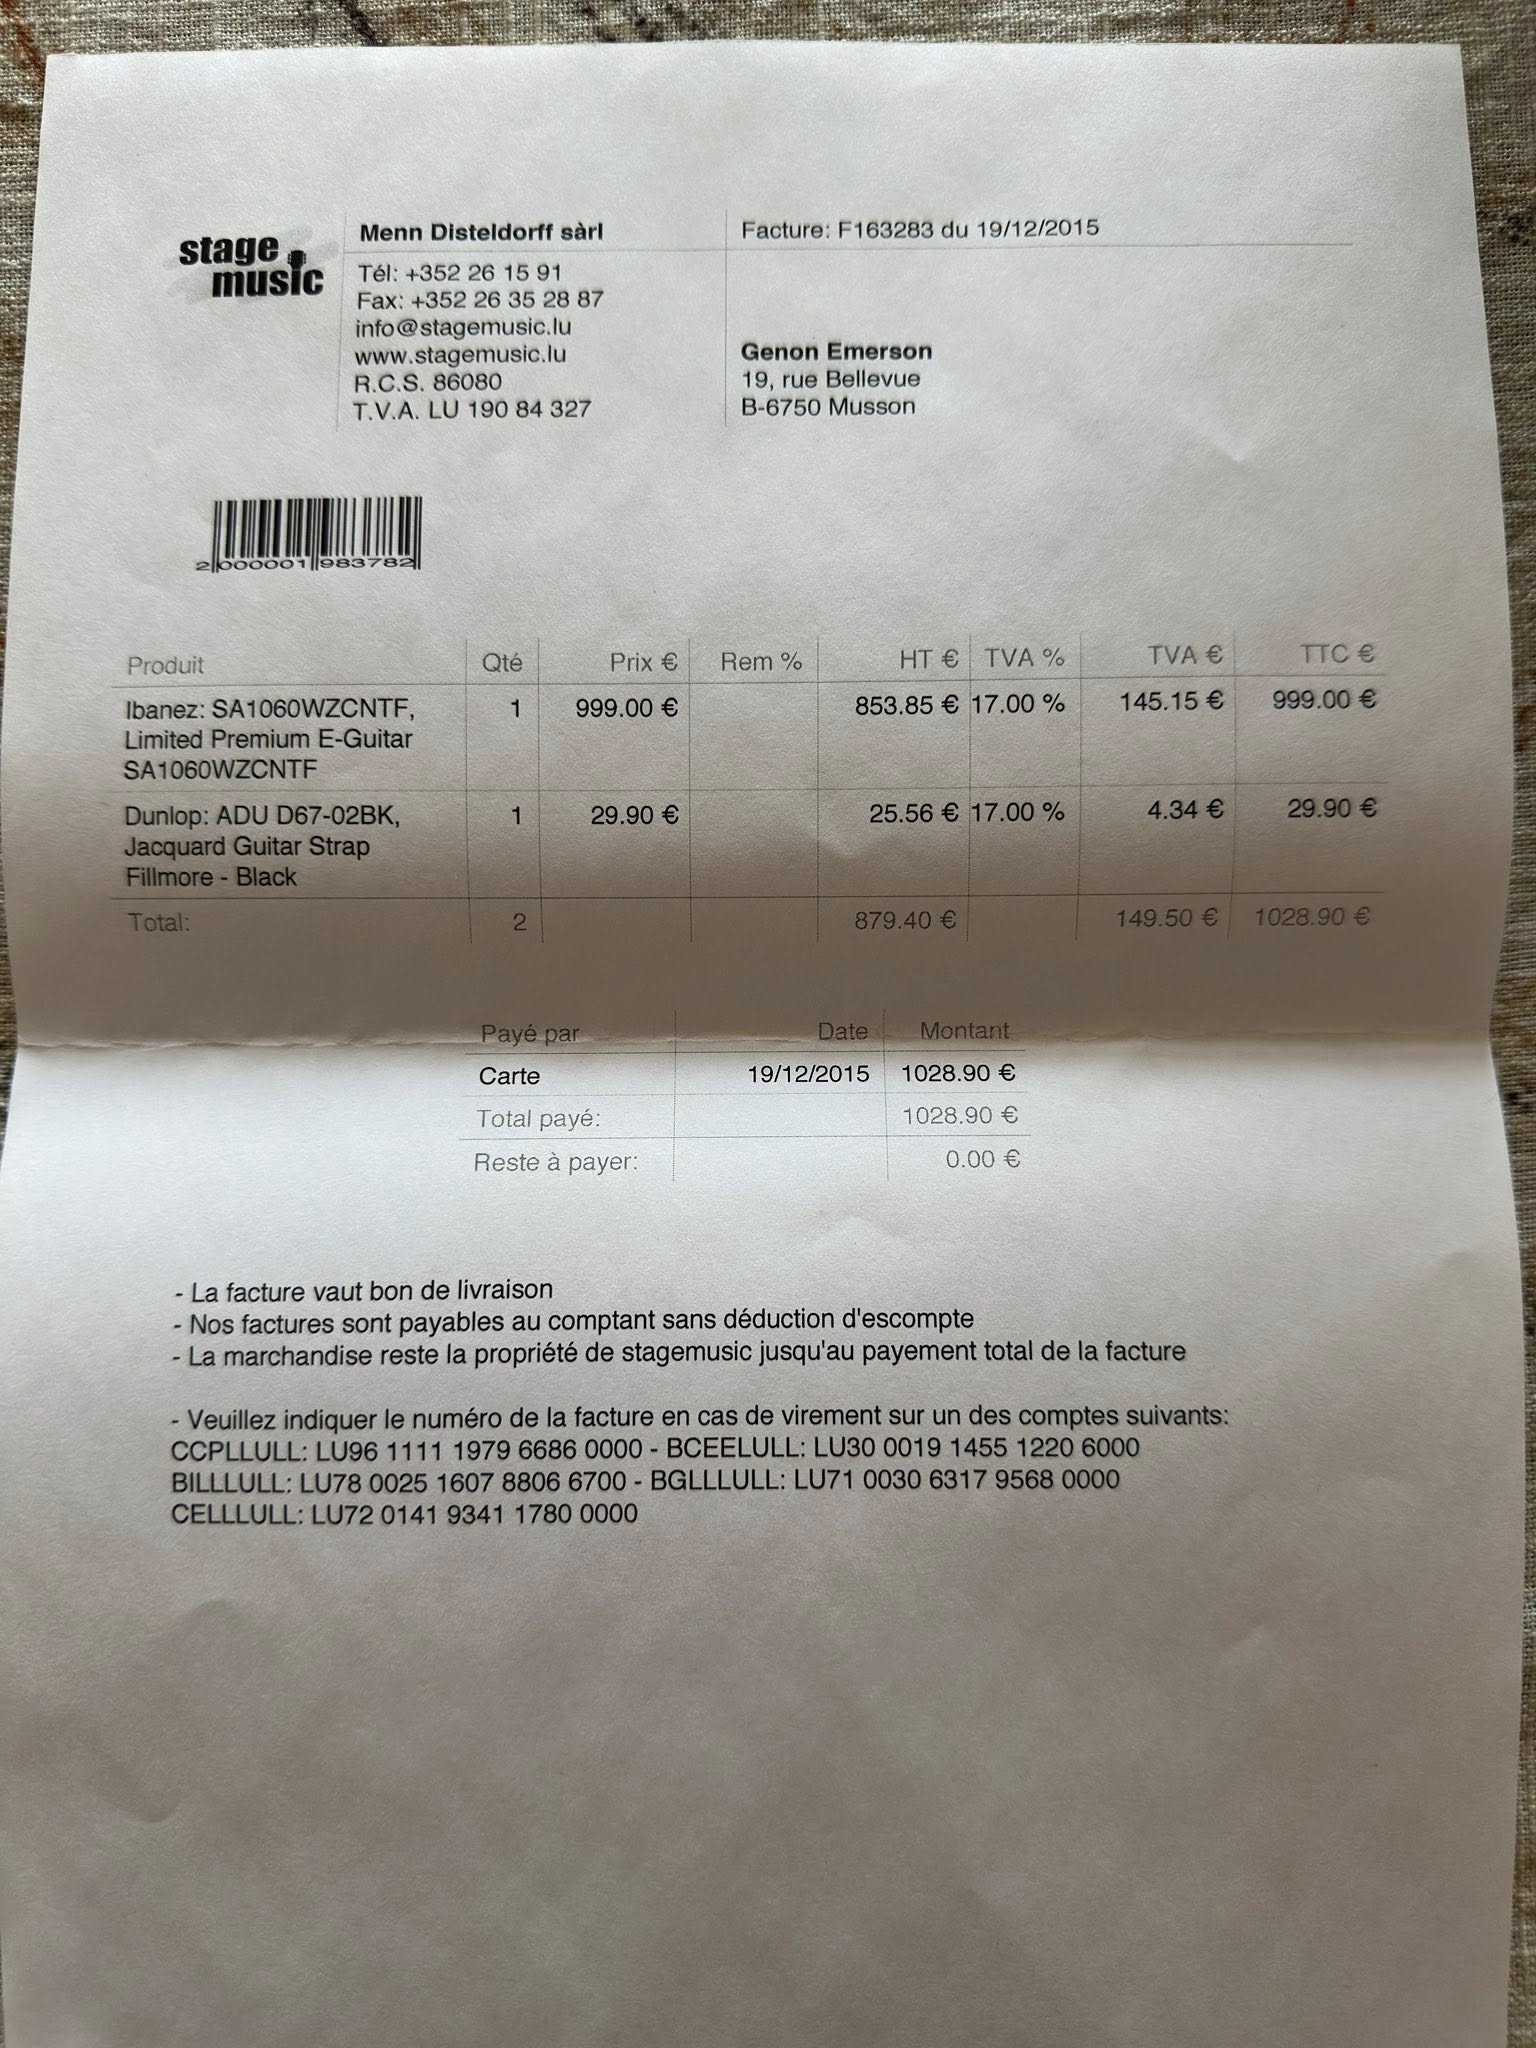 stage
music
Menn Disteldorff sàrl
Tél: +352 26 15 91
Fax: +352 26 35 28 87
info@stagemusic.lu
www.stagemusic.lu
R.C.S. 86080
T.V.A. LU 190 84 327
Facture: F163283 du 19/12/2015
Genon Emerson
19, rue Bellevue
B-6750 Musson
2 000001 983782
Produit Qté Prix € Rem % HT € TVA % TVA € TTC €
Ibanez: SA1060WZCNTF, 1 999.00 € 853.85 € 17.00 % 145.15 € 999.00 €
Limited Premium E-Guitar
SA1060WZCNTF
Dunlop: ADU D67-02BK, 1 29.90 € 25.56 € 17.00 % 4.34 € 29.90 €
Jacquard Guitar Strap
Fillmore - Black
Total: 2 879.40 € 149.50 € 1028.90 €
Payé par Date Montant
Carte 19/12/2015 1028.90 €
Total payé: 1028.90 €
Reste à payer: 0.00 €
- La facture vaut bon de livraison
- Nos factures sont payables au comptant sans déduction d'escompte
- La marchandise reste la propriété de stagemusic jusqu'au payement total de la facture
- Veuillez indiquer le numéro de la facture en cas de virement sur un des comptes suivants:
CCPLLULL: LU96 1111 1979 6686 0000 - BCEELULL: LU30 0019 1455 1220 6000
BILLLULL: LU78 0025 1607 8806 6700 - BGLLLULL: LU71 0030 6317 9568 0000
CELLLULL: LU72 0141 9341 1780 0000